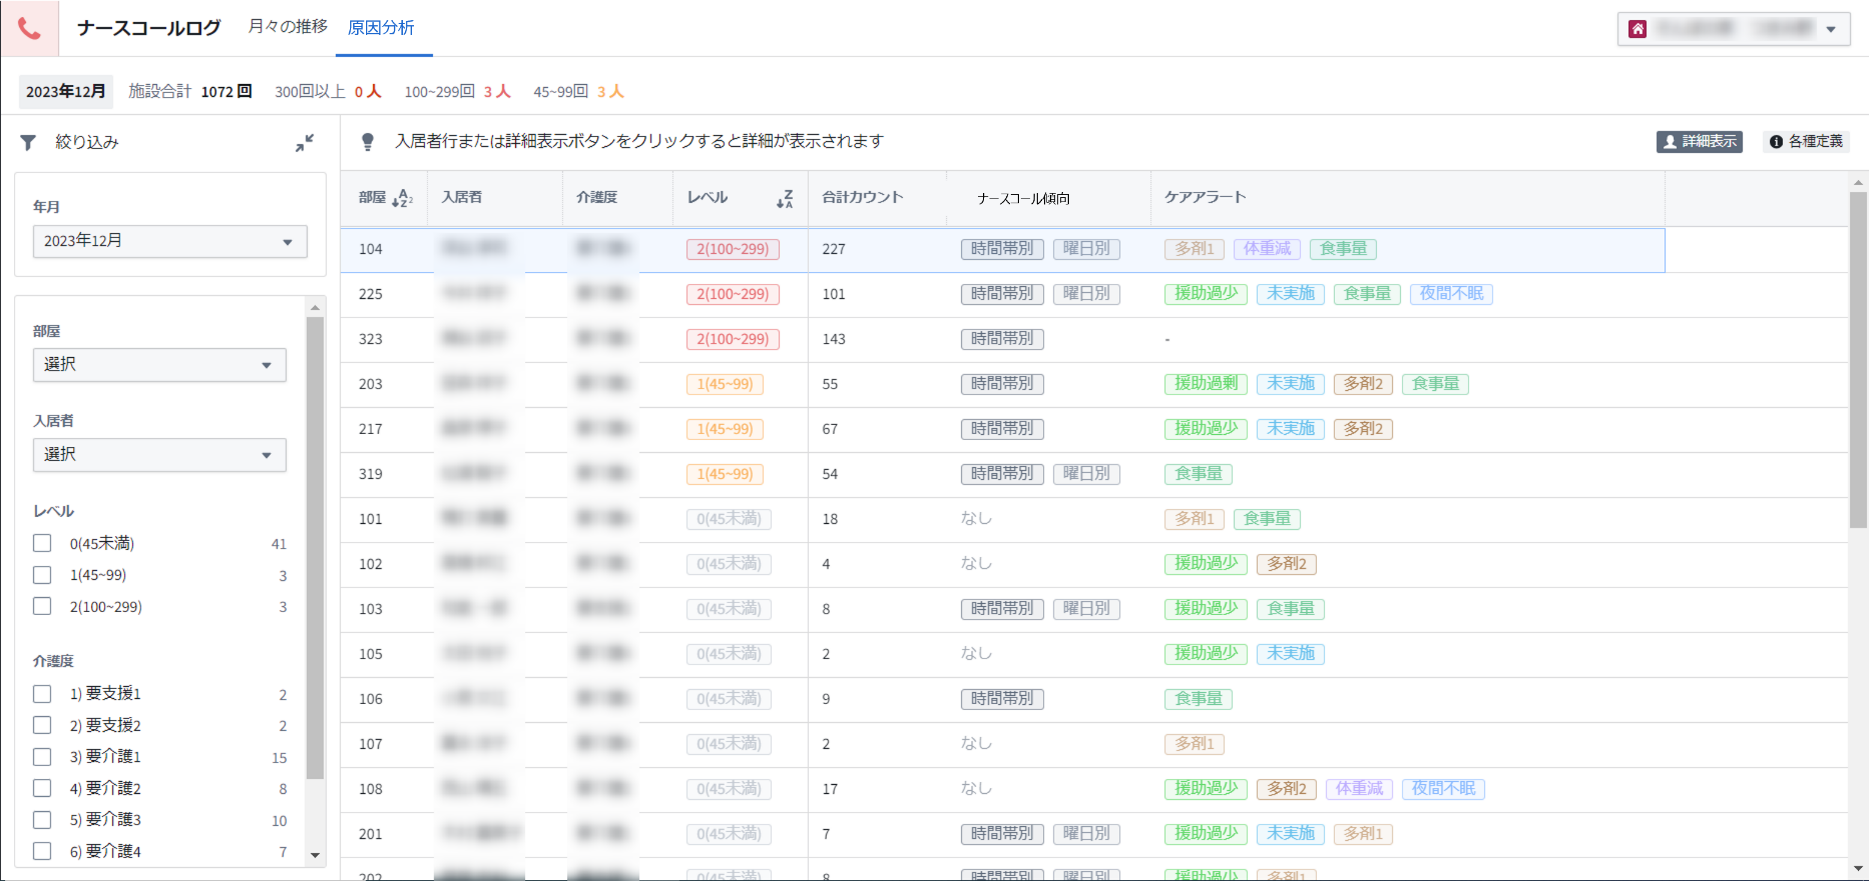 ナースコールログ 月々の推移 原因分析
2023年12月 施設合計 1072 回 300回以上 0 人 100~299回 3 人 45~99回 3 人
絞り込み
年月
2023年12月
部屋
選択
入居者
選択
レベル
0(45未満) 41
1(45~99) 3
2(100~299) 3
介護度
1) 要支援1 2
2) 要支援2 2
3) 要介護1 15
4) 要介護2 8
5) 要介護3 10
6) 要介護4 7
入居者行または詳細表示ボタンをクリックすると詳細が表示されます 詳細表示 各種定義
部屋 入居者 介護度 レベル 合計カウント ナースコール傾向 ケアアラート
104 2(100~299) 227 時間帯別 曜日別 多剤1 体重減 食事量
225 2(100~299) 101 時間帯別 曜日別 援助過少 未実施 食事量 夜間不眠
323 2(100~299) 143 時間帯別 -
203 1(45~99) 55 時間帯別 援助過剰 未実施 多剤2 食事量
217 1(45~99) 67 時間帯別 援助過少 未実施 多剤2
319 1(45~99) 54 時間帯別 曜日別 食事量
101 0(45未満) 18 なし 多剤1 食事量
102 0(45未満) 4 なし 援助過少 多剤2
103 0(45未満) 8 時間帯別 曜日別 援助過少 食事量
105 0(45未満) 2 なし 援助過少 未実施
106 0(45未満) 9 時間帯別 食事量
107 0(45未満) 2 なし 多剤1
108 0(45未満) 17 なし 援助過少 多剤2 体重減 夜間不眠
201 0(45未満) 7 時間帯別 曜日別 援助過少 未実施 多剤1
202 0(45未満) 8 時間帯別 曜日別 援助過少 多剤1